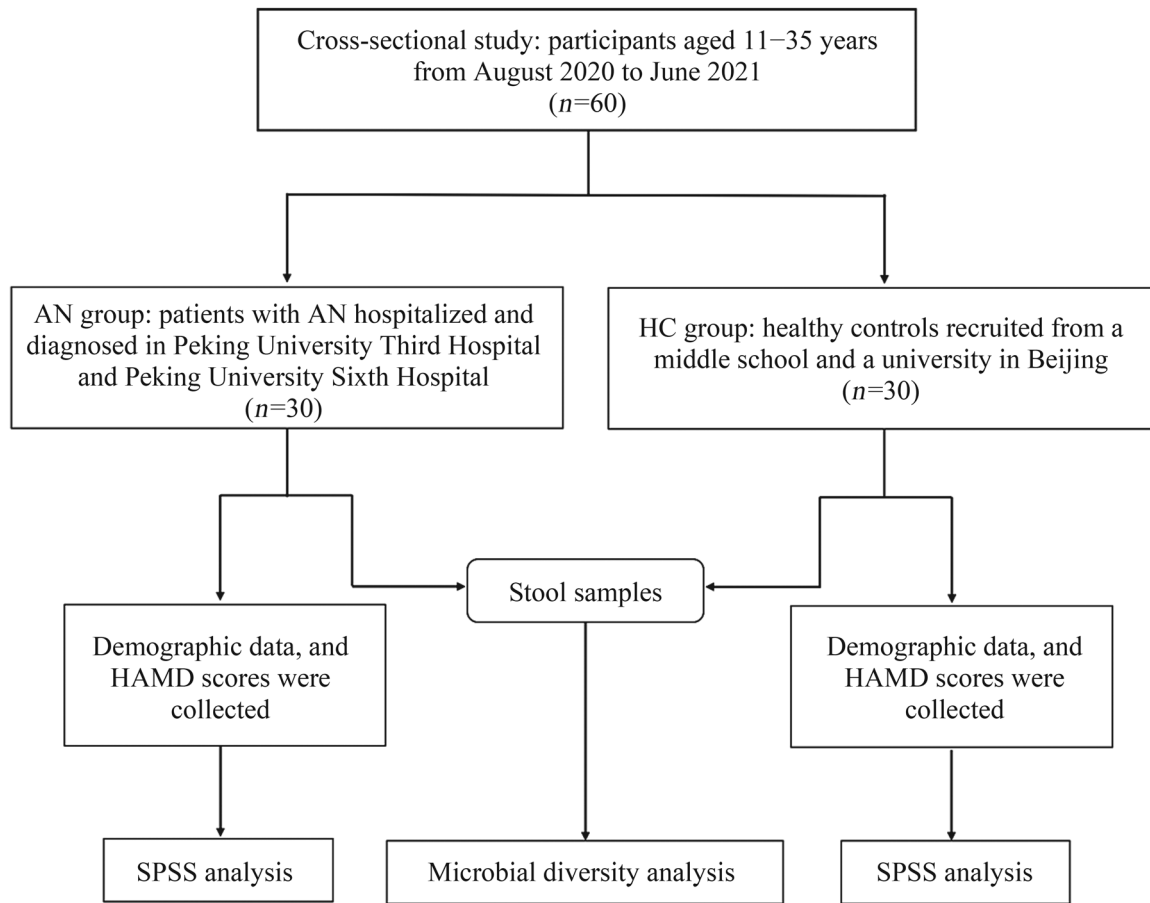 Cross-sectional study: participants aged 11−35 years
from August 2020 to June 2021
(n=60)
AN group: patients with AN hospitalized and
diagnosed in Peking University Third Hospital
and Peking University Sixth Hospital
(n=30)
HC group: healthy controls recruited from a
middle school and a university in Beijing
(n=30)
Stool samples
Demographic data, and
HAMD scores were
collected
Demographic data, and
HAMD scores were
collected
SPSS analysis
Microbial diversity analysis
SPSS analysis